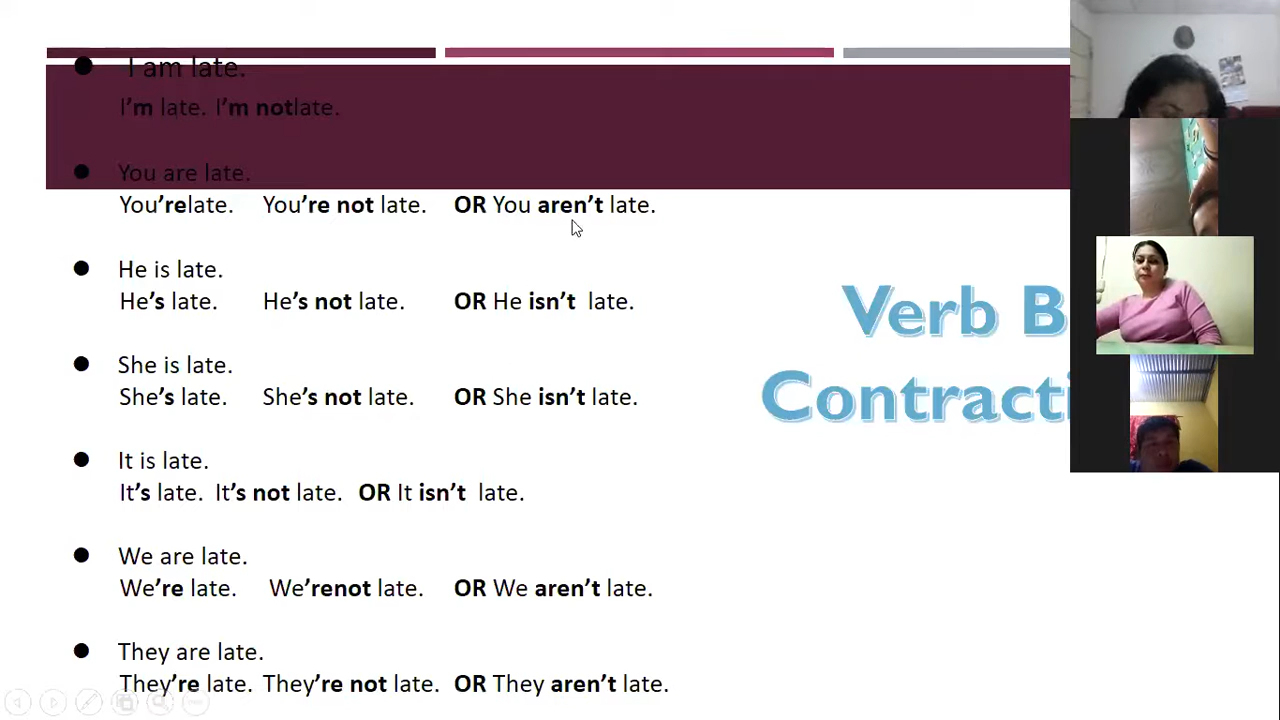 I am late.
I'm late. I'm notlate.
You are late.
You'relate. You're not late. OR You aren't late.
He is late.
He's late. He's not late. OR He isn't late.
She is late.
She's late. She's not late. OR She isn't late.
It is late.
It's late. It's not late. OR It isn't late.
We are late.
We're late. We'renot late. OR We aren't late.
They are late.
They're late. They're not late. OR They aren't late.
Verb B
Contracti